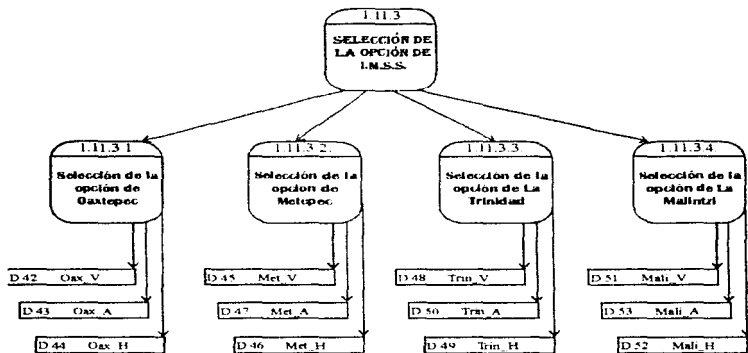 1.11.3
SELECCIÓN DE
LA OPCIÓN DE
I.M.S.S.
1.11.3.1
Selección de la
opción de
Oaxtepec
1.11.3.2.
Selección de la
opcion de
Metepec
1.11.3.3.
Selección de la
opción de La
Trinidad
1.11.3.4.
Selección de la
opción de La
Malintzi
D 42 Oax_V
D 45 Met_V
D 48 Trin_V
D 51 Mali_V
D 43 Oax_A
D 47 Met_A
D 50 Trin_A
D 53 Mali_A
D 44 Oax_H
D 46 Met_H
D 49 Trin_H
D 52 Mali_H